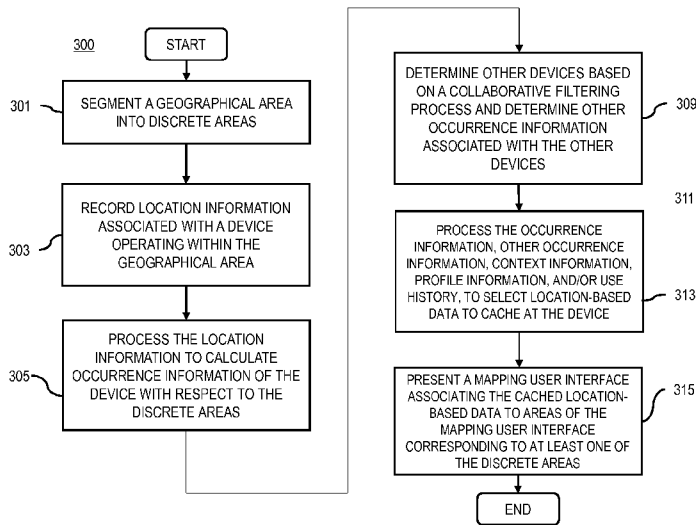 300
START
301
SEGMENT A GEOGRAPHICAL AREA
INTO DISCRETE AREAS
303
RECORD LOCATION INFORMATION
ASSOCIATED WITH A DEVICE
OPERATING WITHIN THE
GEOGRAPHICAL AREA
305
PROCESS THE LOCATION
INFORMATION TO CALCULATE
OCCURRENCE INFORMATION OF THE
DEVICE WITH RESPECT TO THE
DISCRETE AREAS
DETERMINE OTHER DEVICES BASED
ON A COLLABORATIVE FILTERING
PROCESS AND DETERMINE OTHER
OCCURRENCE INFORMATION
ASSOCIATED WITH THE OTHER
DEVICES
309
311
PROCESS THE OCCURRENCE
INFORMATION, OTHER OCCURRENCE
INFORMATION, CONTEXT INFORMATION,
PROFILE INFORMATION, AND/OR USE
HISTORY, TO SELECT LOCATION-BASED
DATA TO CACHE AT THE DEVICE
313
PRESENT A MAPPING USER INTERFACE
ASSOCIATING THE CACHED LOCATION-
BASED DATA TO AREAS OF THE
MAPPING USER INTERFACE
CORRESPONDING TO AT LEAST ONE OF
THE DISCRETE AREAS
315
END